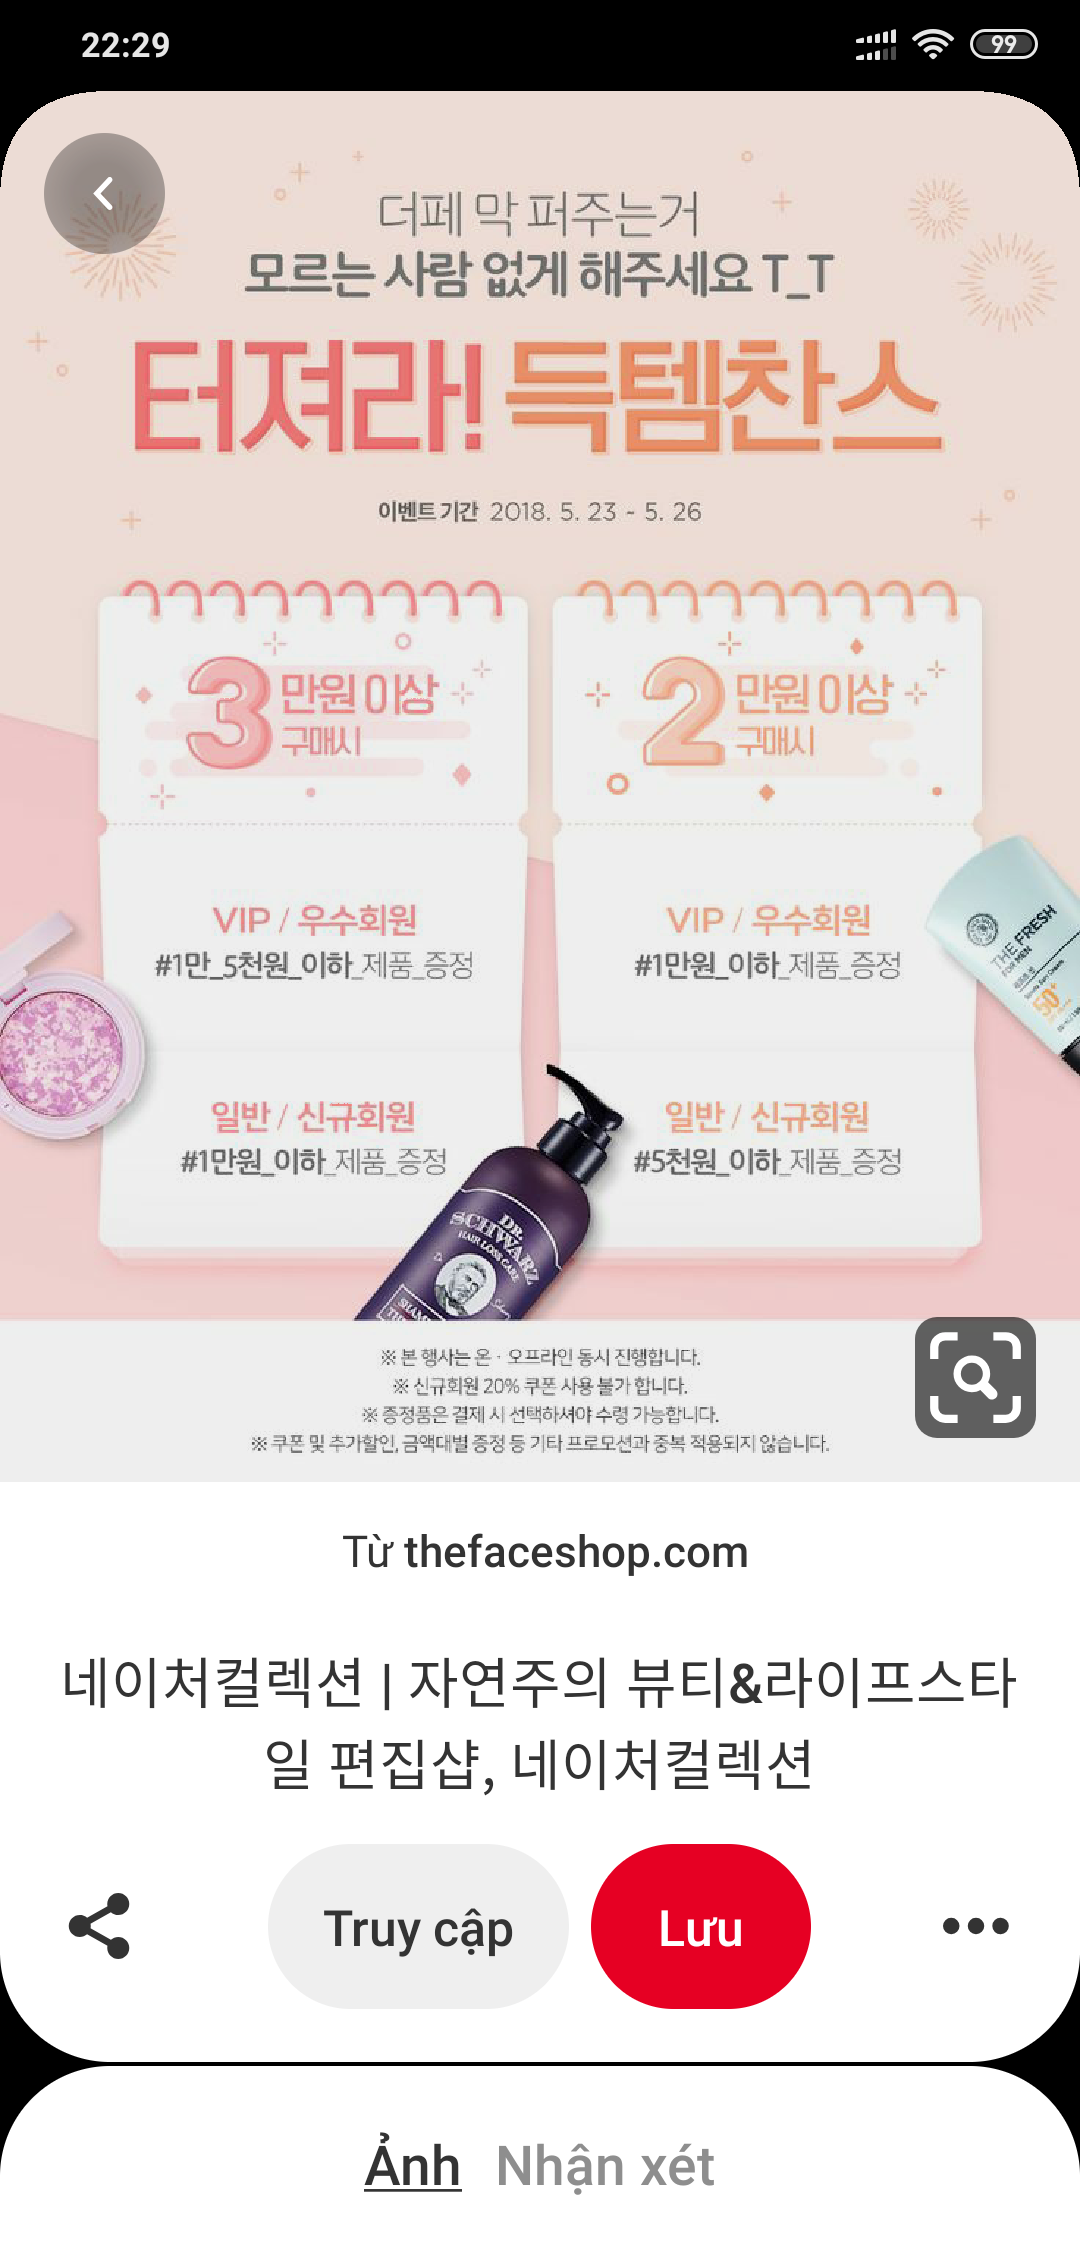 22:29
99
더페 막 퍼주는거
모르는 사람 없게 해주세요 T_T
터져라! 득템찬스
이벤트 기간 2018. 5. 23 ~ 5. 26
3만원 이상
구매시
VIP / 우수회원
#1만_5천원_이하_제품_증정
일반 / 신규회원
#1만원_이하_제품_증정
2만원 이상
구매시
VIP / 우수회원
#1만원_이하_제품_증정
일반 / 신규회원
#5천원_이하_제품_증정
THE FRESH
FOR MEN
50+
DR.
SCHWARZ
HAIR LOSS CARE
※ 본 행사는 온 · 오프라인 동시 진행합니다.
※ 신규회원 20% 쿠폰 사용 불가 합니다.
※ 증정품은 결제 시 선택하셔야 수령 가능합니다.
※ 쿠폰 및 추가할인, 금액대별 증정 등 기타 프로모션과 중복 적용되지 않습니다.
Từ thefaceshop.com
네이처컬렉션 | 자연주의 뷰티&라이프스타
일 편집샵, 네이처컬렉션
Truy cập
Lưu
Ảnh Nhận xét